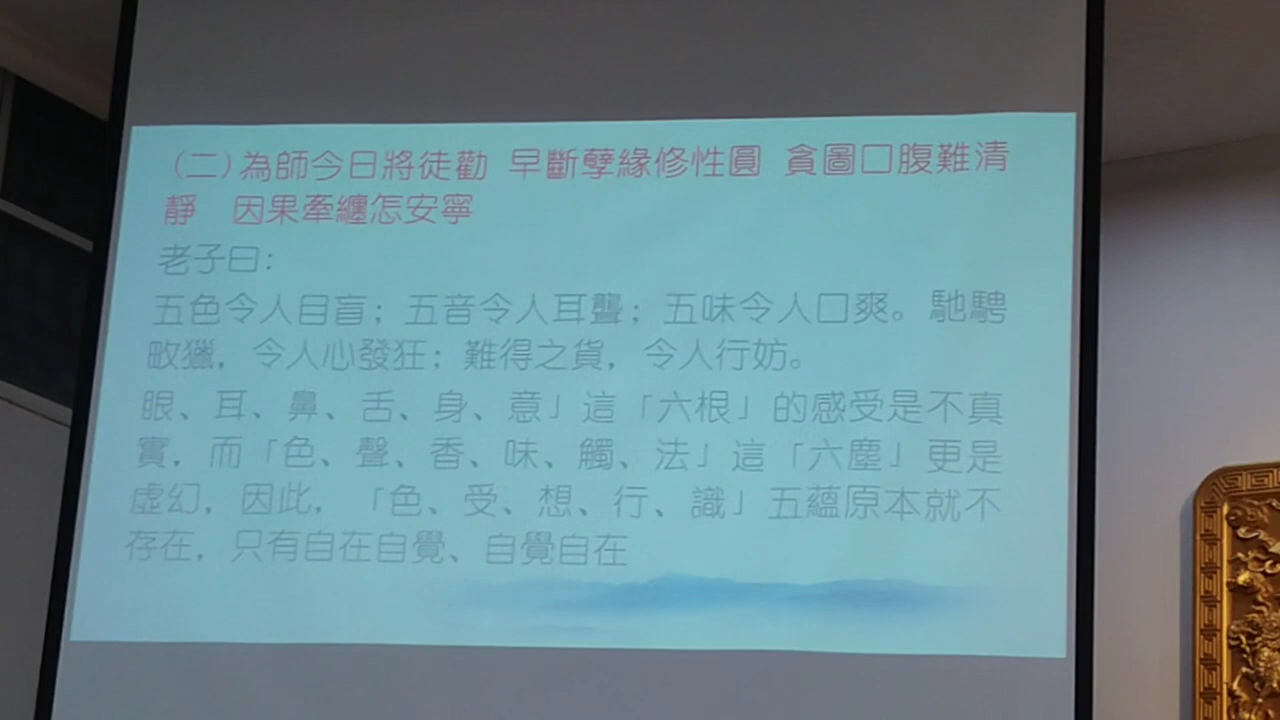 (二)為師今日將徒勸 早斷孽緣修性圓 貪圖口腹難清
靜 因果牽纏怎安寧
老子曰：
五色令人目盲；五音令人耳聾；五味令人口爽。馳騁
畋獵，令人心發狂；難得之貨，令人行妨。
眼、耳、鼻、舌、身、意」這「六根」的感受是不真
實，而「色、聲、香、味、觸、法」這「六塵」更是
虛幻，因此，「色、受、想、行、識」五蘊原本就不
存在，只有自在自覺、自覺自在